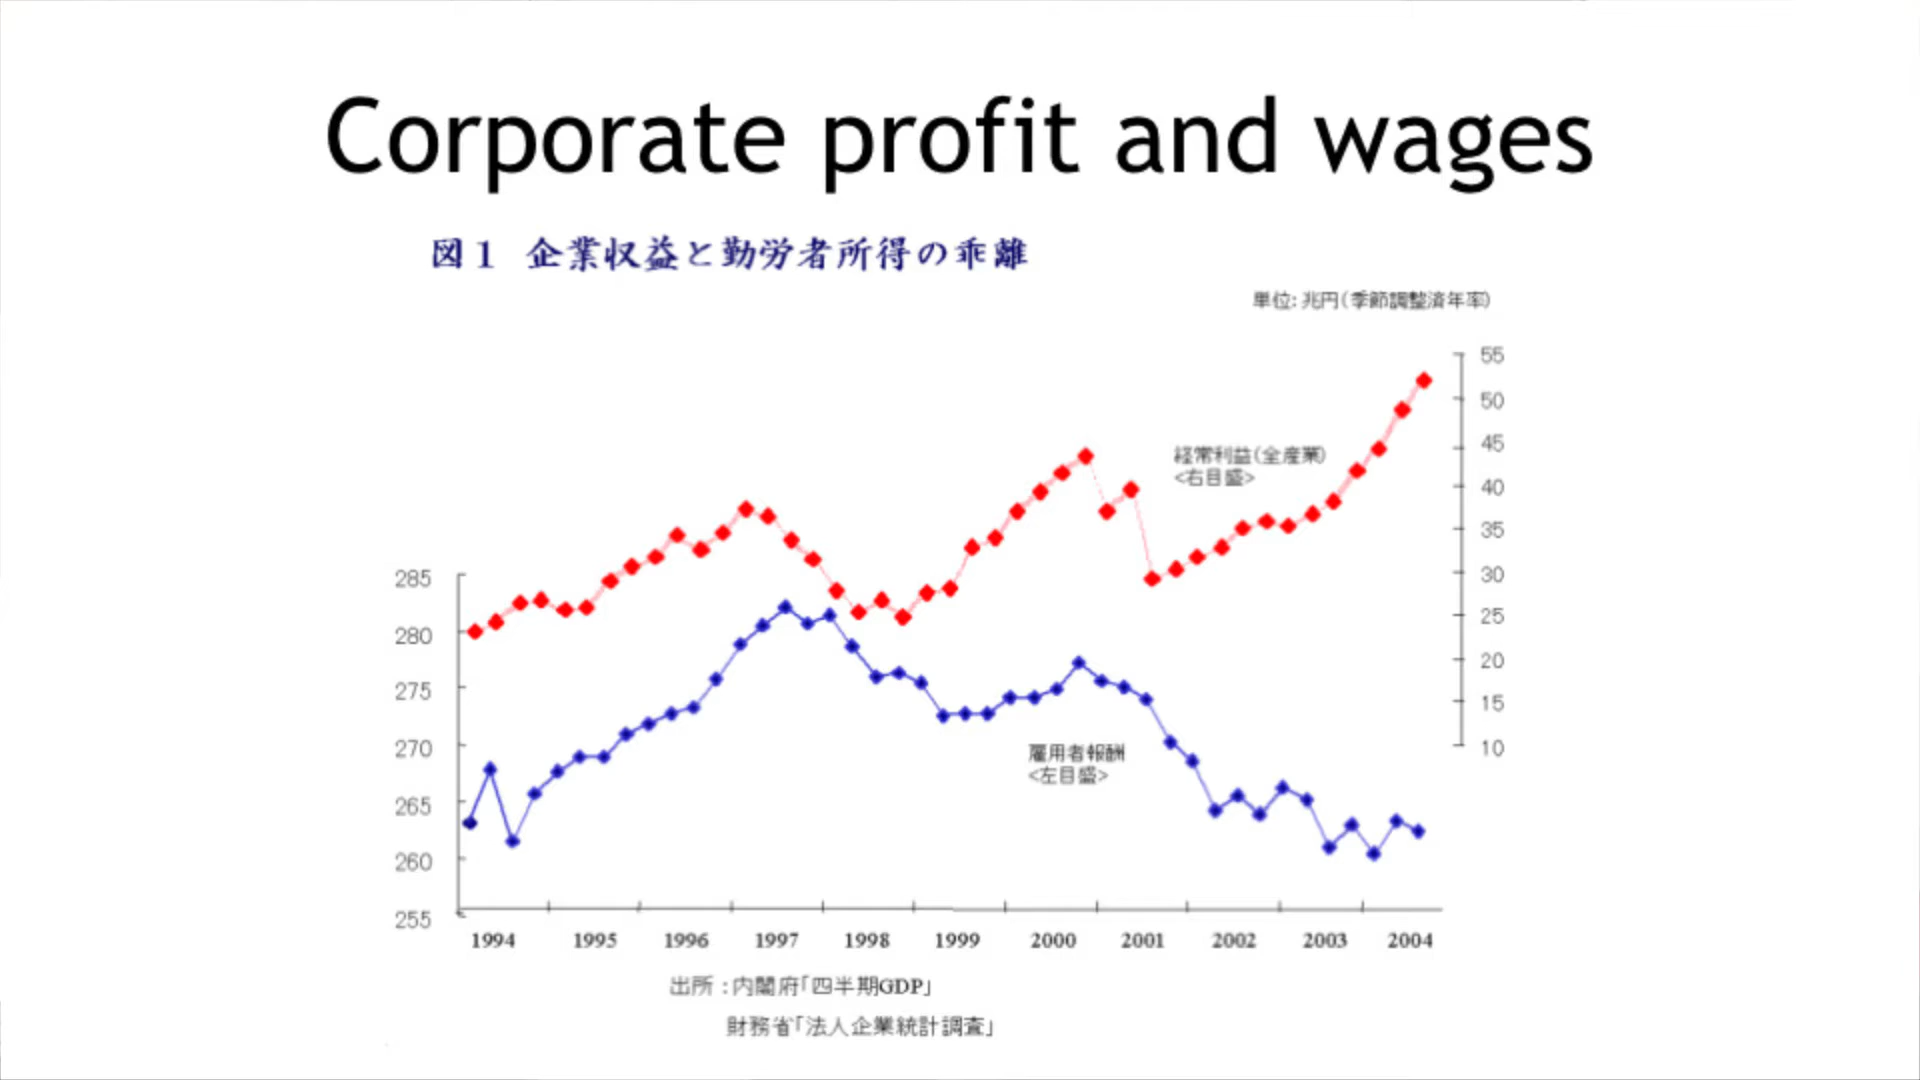 Corporate profit and wages
図1 企業収益と勤労者所得の乖離
単位: 兆円(季節調整済年率)
55
50
45
40
35
30
25
20
15
10
経常利益(全産業)
<右目盛>
285
280
275
270
265
260
255
雇用者報酬
<左目盛>
1994 1995 1996 1997 1998 1999 2000 2001 2002 2003 2004
出所:内閣府「四半期GDP」
財務省「法人企業統計調査」